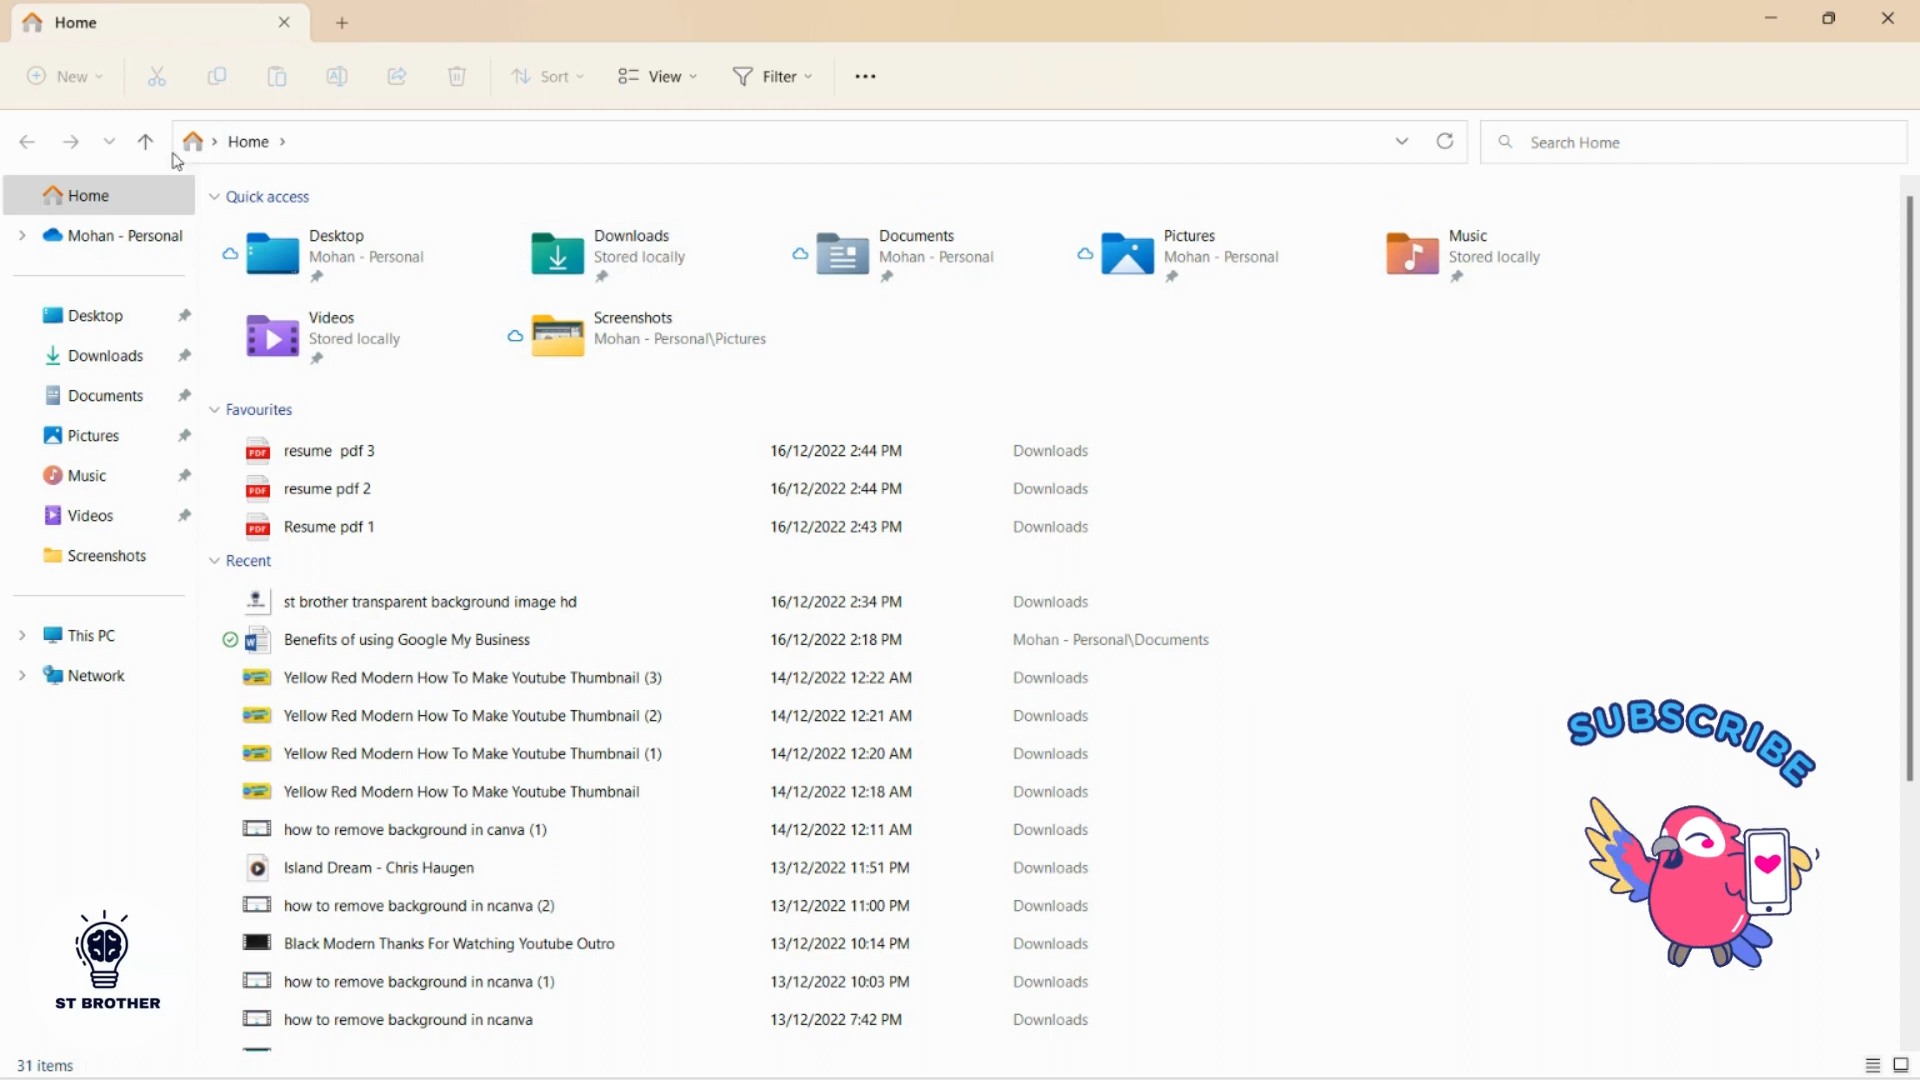 Home
New
Sort
View
Filter
Home
Search Home
Home
Mohan - Personal
Desktop
Downloads
Documents
Pictures
Music
Videos
Screenshots
This PC
Network
Quick access
Desktop
Mohan - Personal
Downloads
Stored locally
Documents
Mohan - Personal
Pictures
Mohan - Personal
Music
Stored locally
Videos
Stored locally
Screenshots
Mohan - Personal\Pictures
Favourites
PDF resume  pdf 3 16/12/2022 2:44 PM Downloads
PDF resume pdf 2 16/12/2022 2:44 PM Downloads
PDF Resume pdf 1 16/12/2022 2:43 PM Downloads
Recent
st brother transparent background image hd 16/12/2022 2:34 PM Downloads
W Benefits of using Google My Business 16/12/2022 2:18 PM Mohan - Personal\Documents
Yellow Red Modern How To Make Youtube Thumbnail (3) 14/12/2022 12:22 AM Downloads
Yellow Red Modern How To Make Youtube Thumbnail (2) 14/12/2022 12:21 AM Downloads
Yellow Red Modern How To Make Youtube Thumbnail (1) 14/12/2022 12:20 AM Downloads
Yellow Red Modern How To Make Youtube Thumbnail 14/12/2022 12:18 AM Downloads
how to remove background in canva (1) 14/12/2022 12:11 AM Downloads
Island Dream - Chris Haugen 13/12/2022 11:51 PM Downloads
how to remove background in ncanva (2) 13/12/2022 11:00 PM Downloads
Black Modern Thanks For Watching Youtube Outro 13/12/2022 10:14 PM Downloads
how to remove background in ncanva (1) 13/12/2022 10:03 PM Downloads
how to remove background in ncanva 13/12/2022 7:42 PM Downloads
SUBSCRIBE
ST BROTHER
31 items